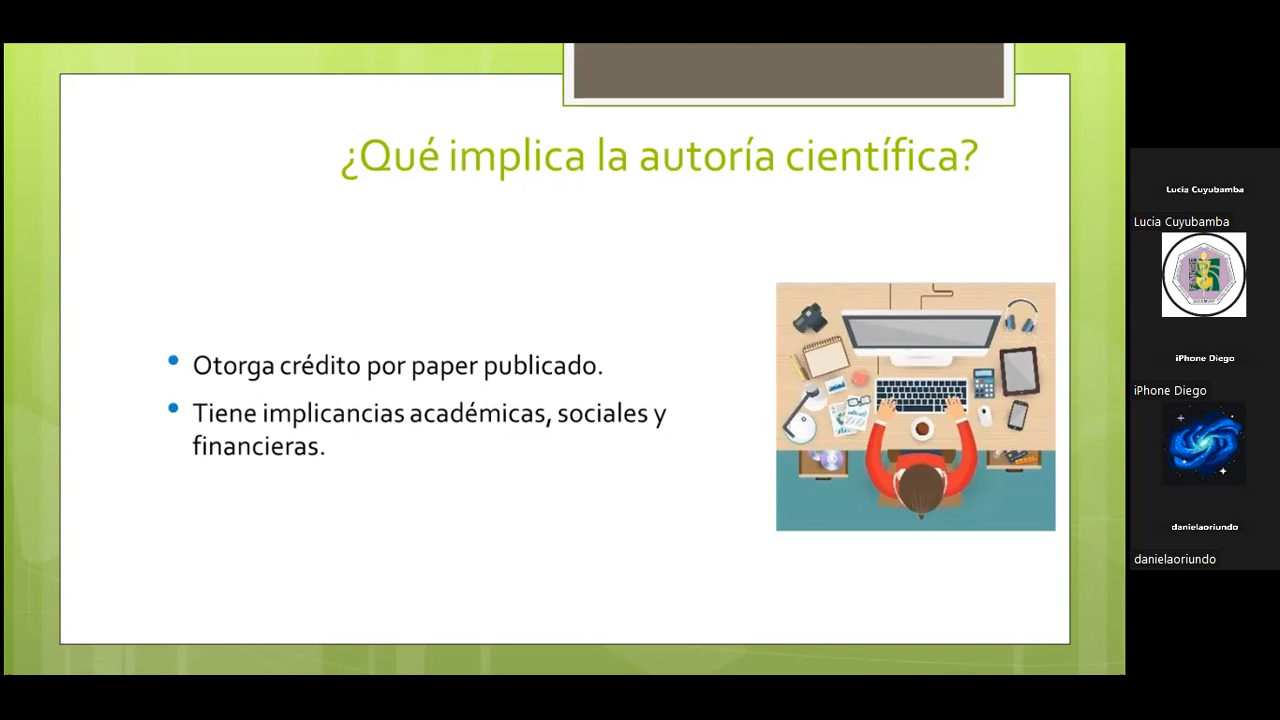 ¿Qué implica la autoría científica?
Otorga crédito por paper publicado.
Tiene implicancias académicas, sociales y
financieras.
Lucia Cuyubamba
Lucia Cuyubamba
iPhone Diego
iPhone Diego
danielaoriundo
danielaoriundo